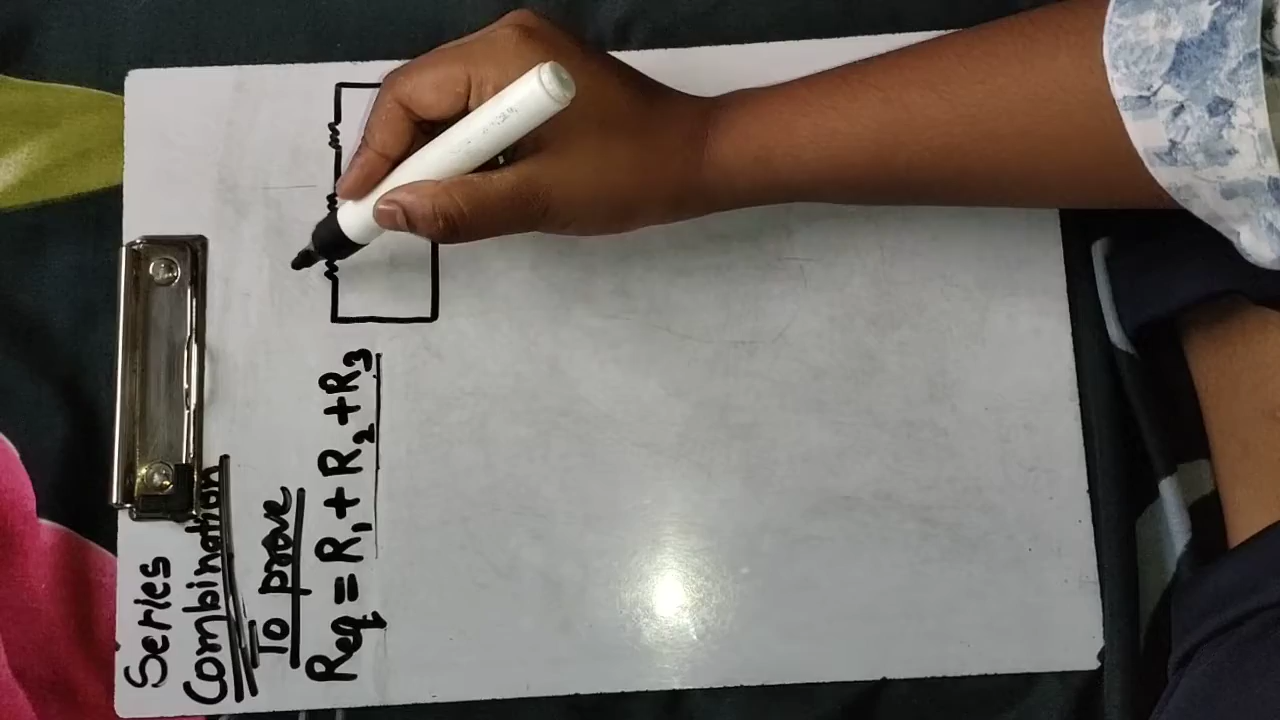 Series
Combination
To prove
Req = R₁ + R₂ + R₃